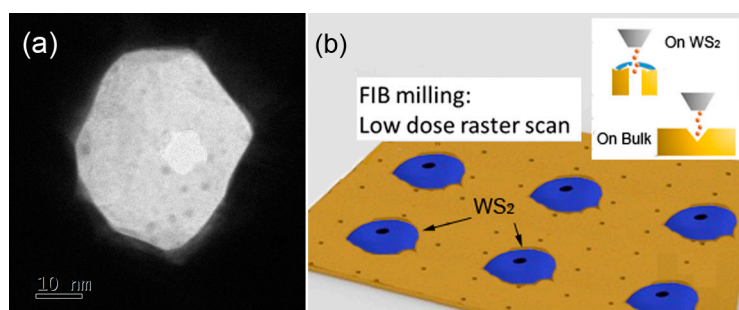 (a)
10 nm
(b)
FIB milling:
Low dose raster scan
On WS₂
On Bulk
WS₂